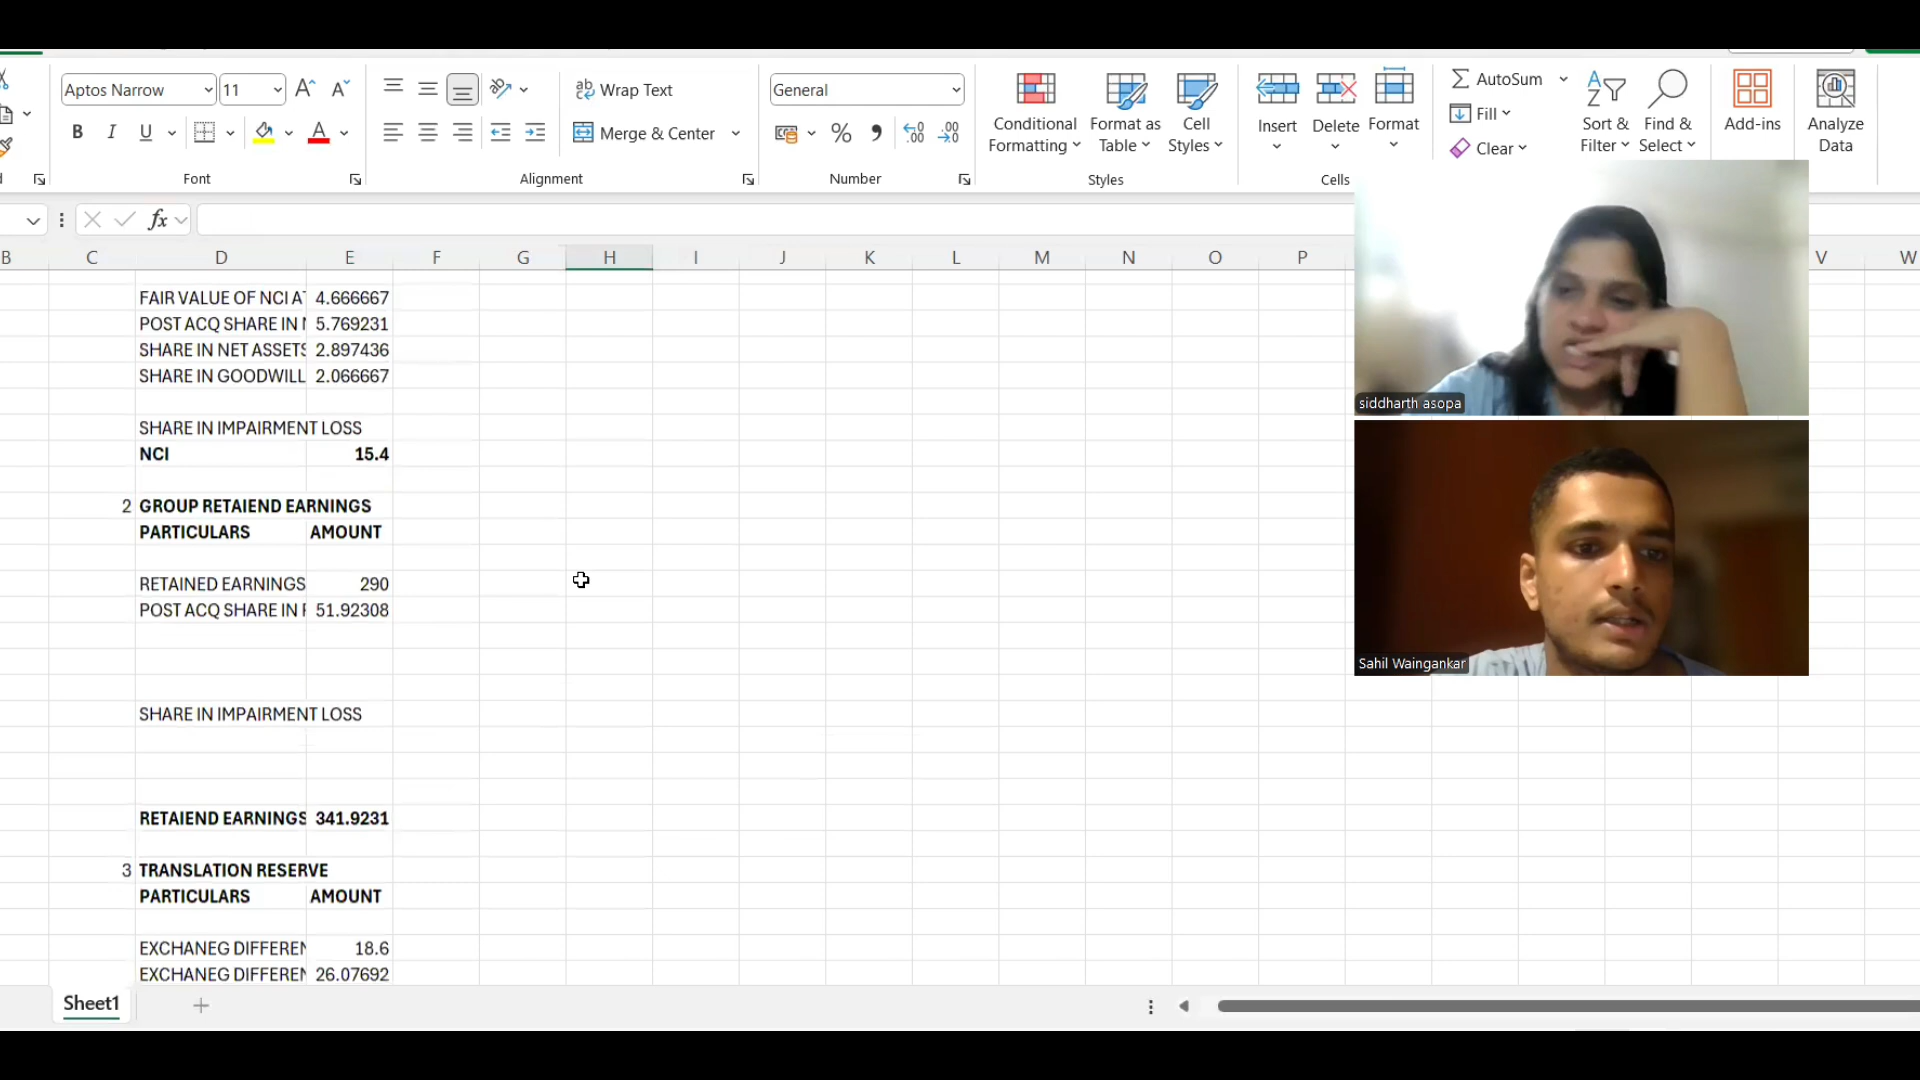 Aptos Narrow 11 Wrap Text General AutoSum
B I U Merge & Center Conditional Formatting Format as Table Cell Styles Insert Delete Format Fill Clear Sort & Filter Find & Select Add-ins Analyze Data
Font Alignment Number Styles Cells
fx
B C D E F G H I J K L M N O P V W
FAIR VALUE OF NCI 4.666667
POST ACQ SHARE IN 5.769231
SHARE IN NET ASSETS 2.897436
SHARE IN GOODWILL 2.066667
SHARE IN IMPAIRMENT LOSS
NCI 15.4
2 GROUP RETAIEND EARNINGS
PARTICULARS AMOUNT
RETAINED EARNINGS 290
POST ACQ SHARE IN 51.92308
SHARE IN IMPAIRMENT LOSS
RETAIEND EARNINGS 341.9231
3 TRANSLATION RESERVE
PARTICULARS AMOUNT
EXCHANEG DIFFEREN 18.6
EXCHANEG DIFFEREN 26.07692
Sheet1
siddharth asopa
Sahil Waingankar